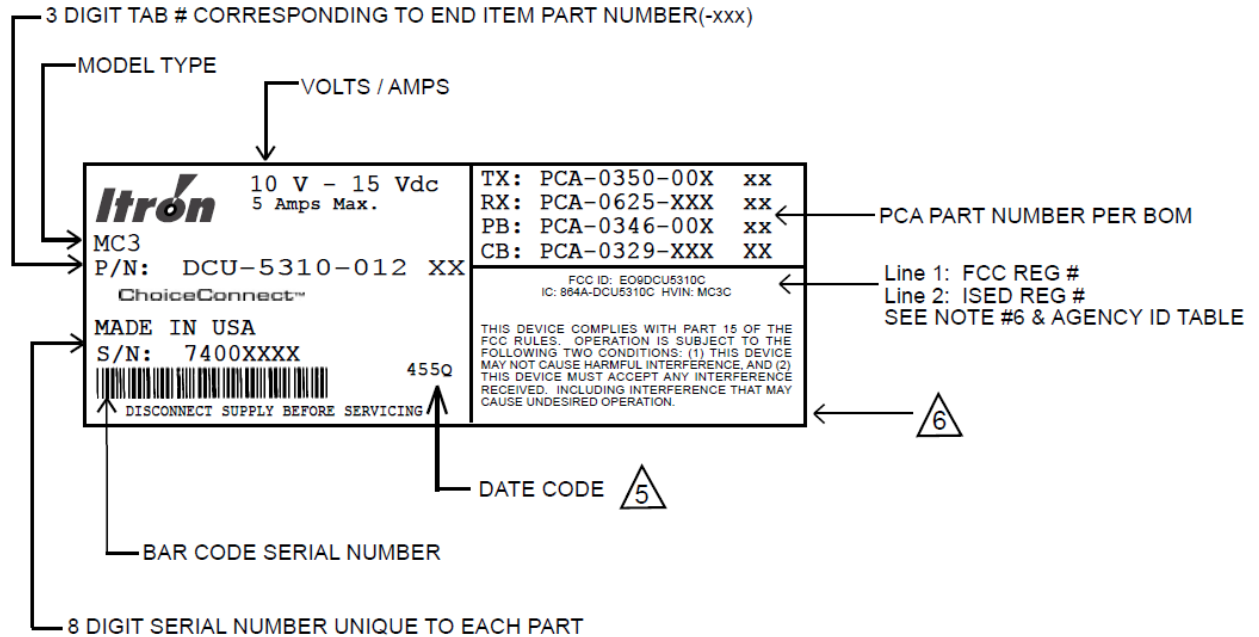 3 DIGIT TAB # CORRESPONDING TO END ITEM PART NUMBER(-xxx)
MODEL TYPE
VOLTS / AMPS
Itron
10 V - 15 Vdc
5 Amps Max.
MC3
P/N: DCU-5310-012 XX
ChoiceConnect™
MADE IN USA
S/N: 7400XXXX
455Q
DISCONNECT SUPPLY BEFORE SERVICING
TX: PCA-0350-00X xx
RX: PCA-0625-XXX xx
PB: PCA-0346-00X xx
CB: PCA-0329-XXX XX
FCC ID: EO9DCU5310C
IC: 864A-DCU5310C HVIN: MC3C
THIS DEVICE COMPLIES WITH PART 15 OF THE
FCC RULES. OPERATION IS SUBJECT TO THE
FOLLOWING TWO CONDITIONS: (1) THIS DEVICE
MAY NOT CAUSE HARMFUL INTERFERENCE, AND (2)
THIS DEVICE MUST ACCEPT ANY INTERFERENCE
RECEIVED. INCLUDING INTERFERENCE THAT MAY
CAUSE UNDESIRED OPERATION.
PCA PART NUMBER PER BOM
Line 1: FCC REG #
Line 2: ISED REG #
SEE NOTE #6 & AGENCY ID TABLE
6
DATE CODE 5
BAR CODE SERIAL NUMBER
8 DIGIT SERIAL NUMBER UNIQUE TO EACH PART